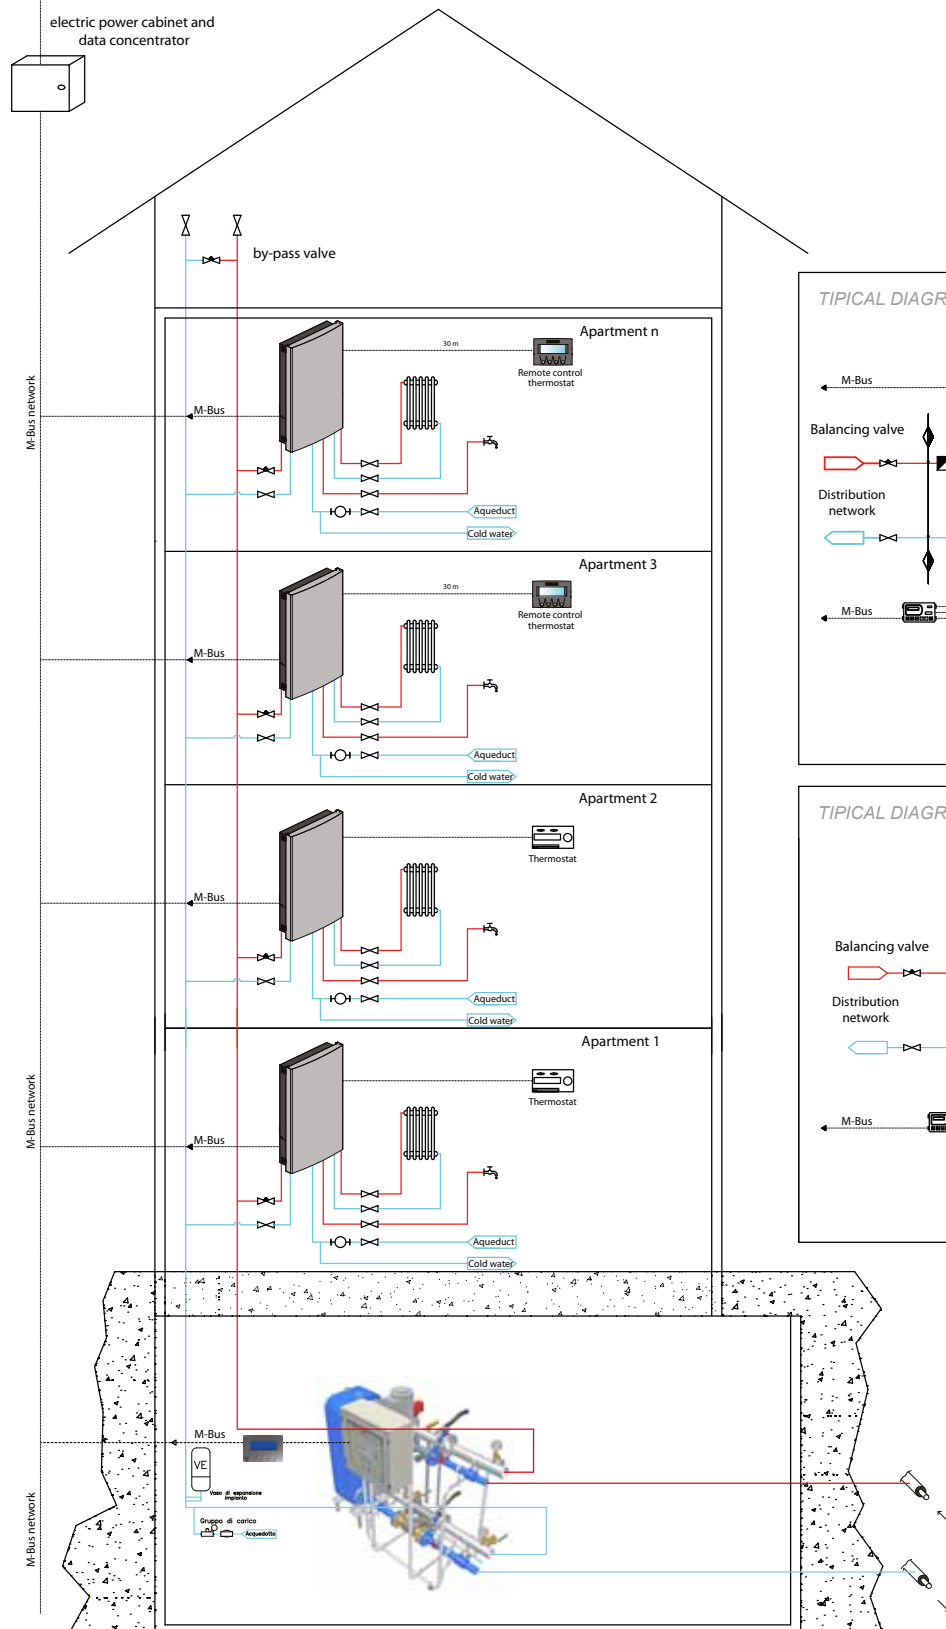 electric power cabinet and
data concentrator
by-pass valve
M-Bus network
Apartment n
30 m
Remote control
thermostat
M-Bus
Aqueduct
Cold water
Apartment 3
30 m
Remote control
thermostat
M-Bus
Aqueduct
Cold water
Apartment 2
Thermostat
M-Bus
Aqueduct
Cold water
Apartment 1
Thermostat
M-Bus network
M-Bus
Aqueduct
Cold water
M-Bus
VE
Vaso di espansione
impianto
Gruppo di carico
Acquedotto
M-Bus network
TIPICAL DIAGR
M-Bus
Balancing valve
Distribution
network
M-Bus
TIPICAL DIAGR
Balancing valve
Distribution
network
M-Bus